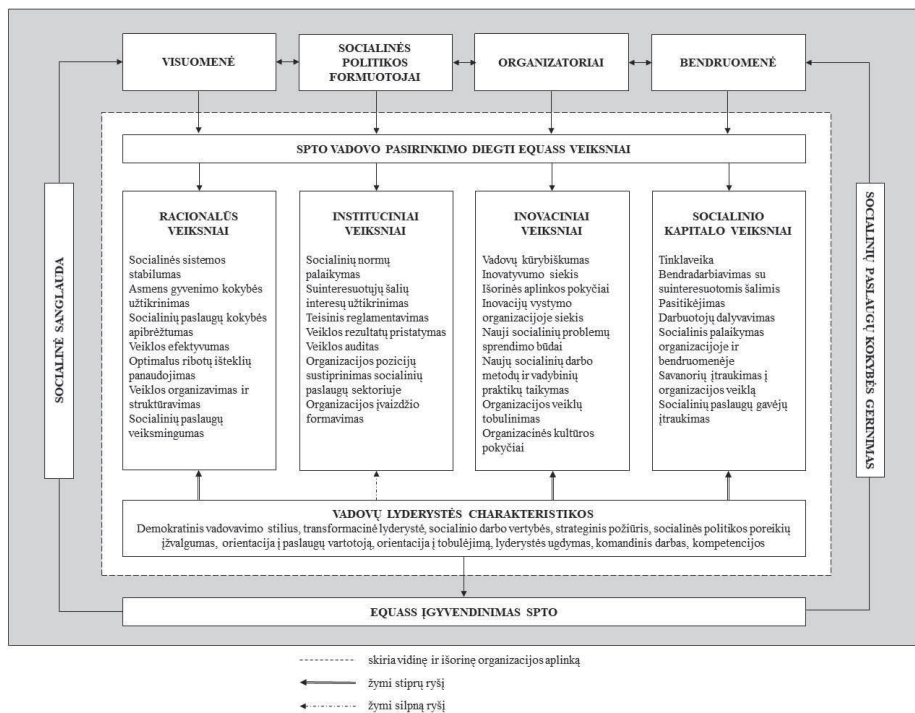 VISUOMENĖ
SOCIALINĖS
POLITIKOS
FORMUOTOJAI
ORGANIZATORIAI
BENDRUOMENĖ
SPTO VADOVO PASIRINKIMO DIEGTI EQUASS VEIKSNIAI
SOCIALINĖ SANGLAUDA
RACIONALŪS
VEIKSNIAI
Socialinės sistemos
stabilumas
Asmens gyvenimo kokybės
užtikrinimas
Socialinių paslaugų kokybės
apibrėžtumas
Veiklos efektyvumas
Optimalus ribotų išteklių
panaudojimas
Veiklos organizavimas ir
struktūravimas
Socialinių paslaugų
veiksmingumas
INSTITUCINIAI
VEIKSNIAI
Socialinių normų
palaikymas
Suinteresuotųjų šalių
interesų užtikrinimas
Teisinis reglamentavimas
Veiklos rezultatų pristatymas
Veiklos auditas
Organizacijos pozicijų
sustiprinimas socialinių
paslaugų sektoriuje
Organizacijos įvaizdžio
formavimas
INOVACINIAI
VEIKSNIAI
Vadovų kūrybiškumas
Inovatyvumo siekis
Išorinės aplinkos pokyčiai
Inovacijų vystymo
organizacijoje siekis
Nauji socialinių problemų
sprendimo būdai
Naujų socialinių darbo
metodų ir vadybinių
praktikų taikymas
Organizacijos veiklų
tobulinimas
Organizacinės kultūros
pokyčiai
SOCIALINIO
KAPITALO VEIKSNIAI
Tinklaveika
Bendradarbiavimas su
suinteresuotomis šalimis
Pasitikėjimas
Darbuotojų dalyvavimas
Socialinis palaikymas
organizacijoje ir
bendruomenėje
Savanorių įtraukimas į
organizacijos veiklą
Socialinių paslaugų gavėjų
įtraukimas
SOCIALINIŲ PASLAUGŲ KOKYBĖS GERINIMAS
VADOVŲ LYDERYSTĖS CHARAKTERISTIKOS
Demokratinis vadovavimo stilius, transformacinė lyderystė, socialinio darbo vertybės, strateginis požiūris, socialinės politikos poreikių
įžvalgumas, orientacija į paslaugų vartotoją, orientacija į tobulėjimą, lyderystės ugdymas, komandinis darbas, kompetencijos
EQUASS ĮGYVENDINIMAS SPTO
skiria vidinę ir išorinę organizacijos aplinką
žymi stiprų ryšį
žymi silpną ryšį